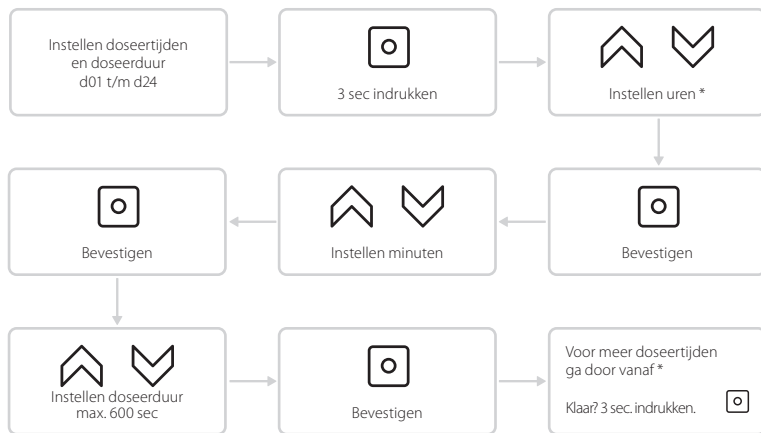 Instellen doseertijden
en doseerduur
d01 t/m d24
3 sec indrukken
Instellen uren *
Bevestigen
Instellen minuten
Bevestigen
Instellen doseerduur
max. 600 sec
Bevestigen
Voor meer doseertijden
ga door vanaf *
Klaar? 3 sec. indrukken.